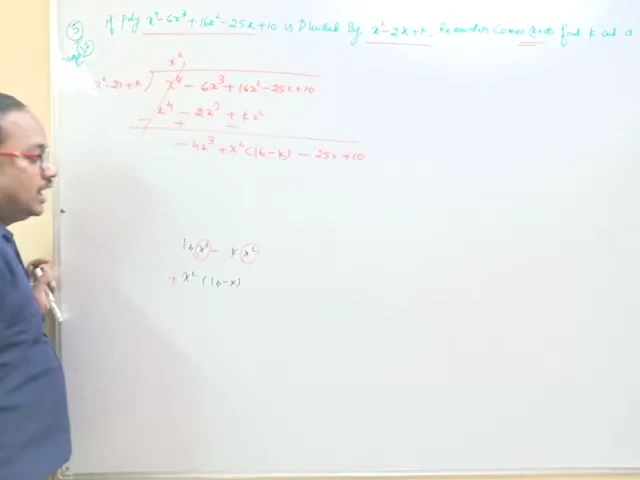 (5) if Poly x⁴-6x³+16x²-25x+10 is Divided By x²-2x+k, Remainder Comes (x+a) find k and a
x²
x²-2x+k ) x⁴ - 6x³ + 16x² - 25x + 10
x⁴ - 2x³ + kx²
- + -
- 4x³ + x²(16-k) - 25x + 10
16x² - kx²
+ x²(16-k)